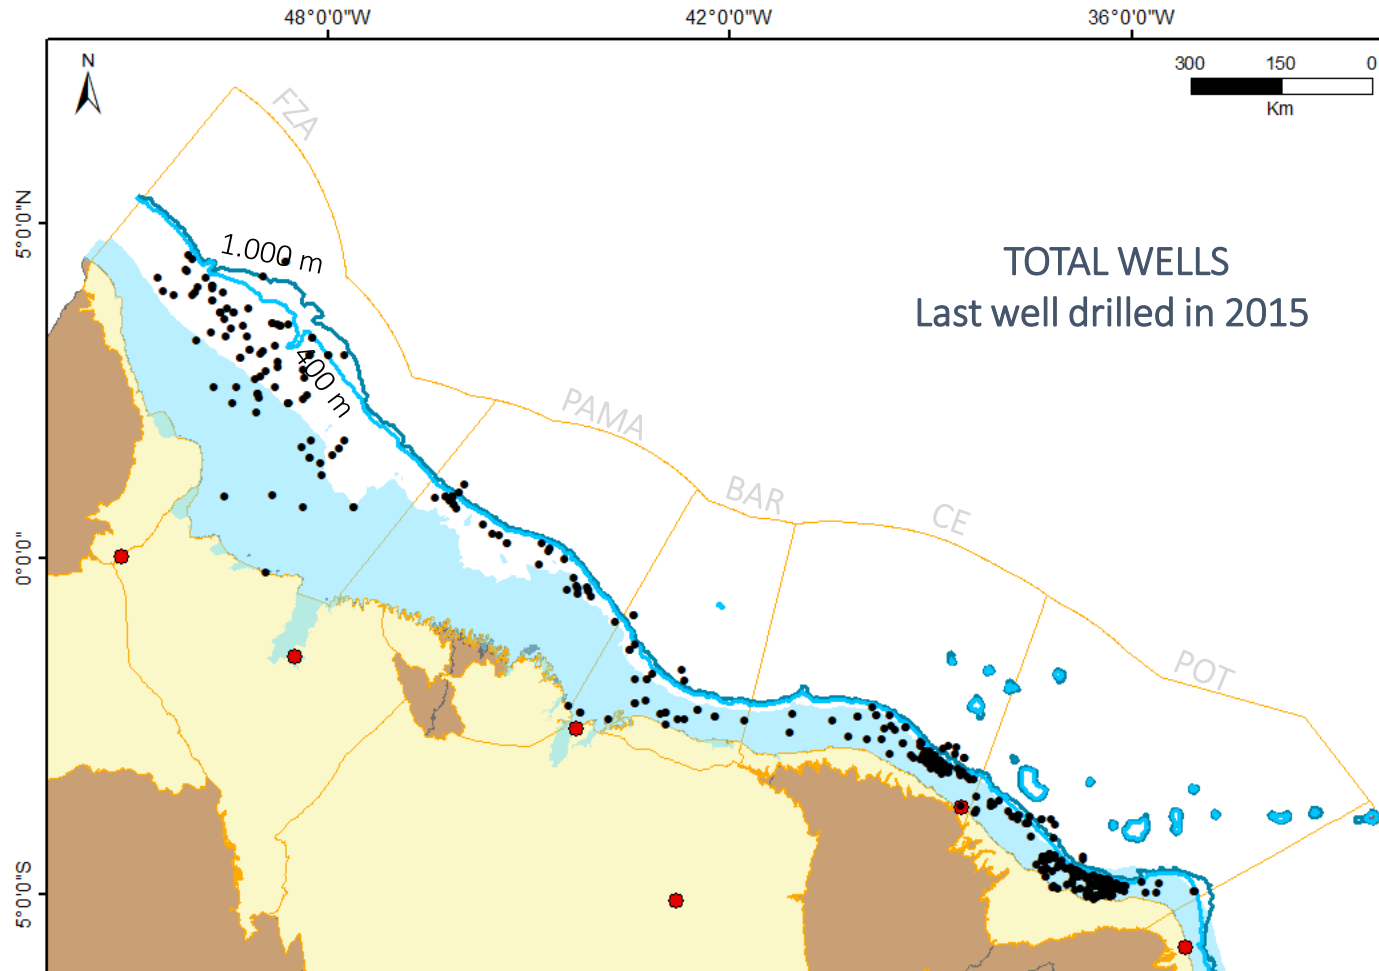 48°0'0"W
42°0'0"W
36°0'0"W
N
300 150 0
Km
FZA
5°0'0"N
1.000 m
TOTAL WELLS
Last well drilled in 2015
400 m
PAMA
BAR
CE
0°0'0"
POT
5°0'0"S